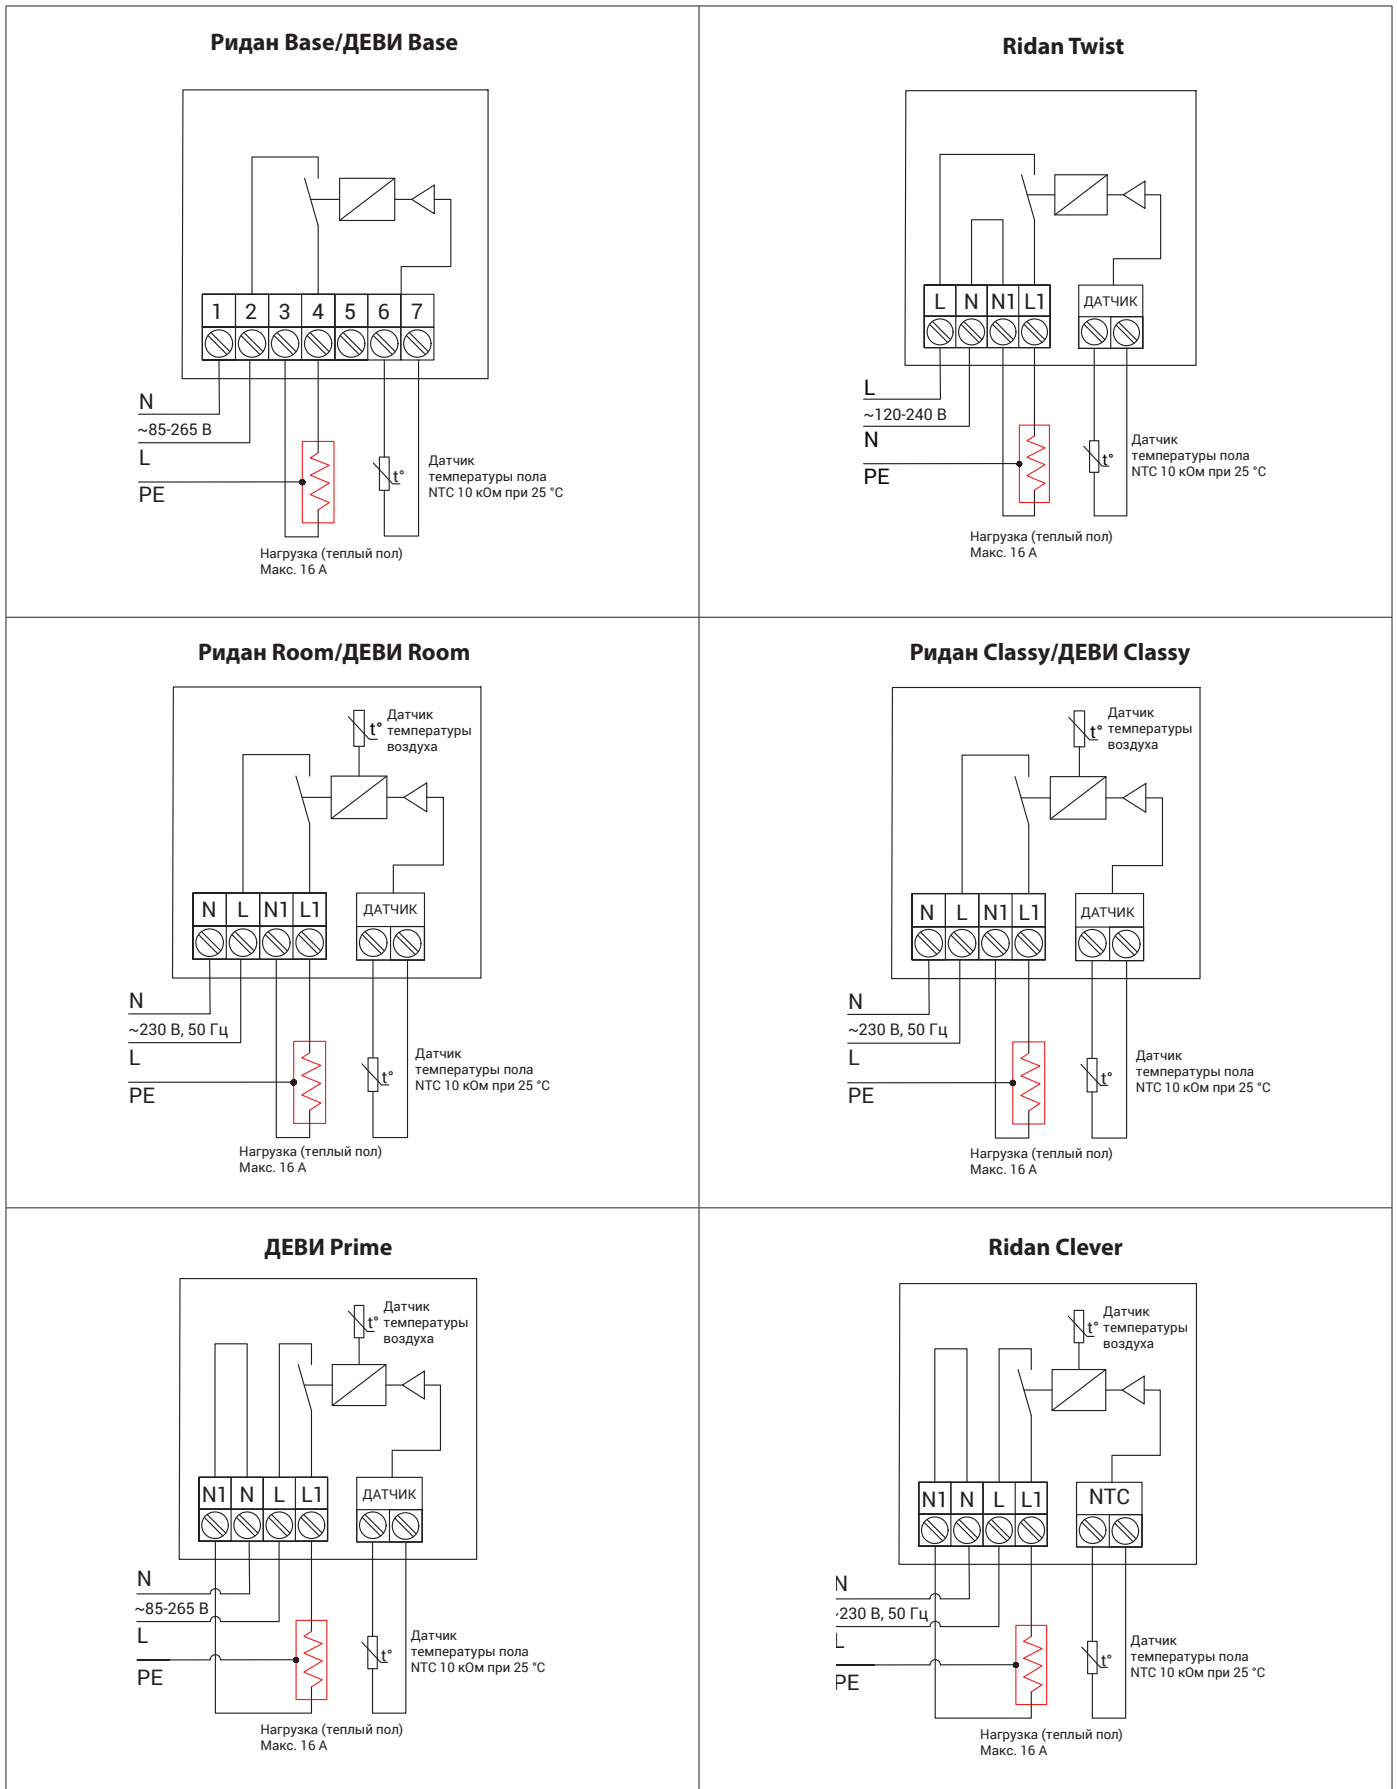 Ридан Base/ДЕВИ Base
1 2 3 4 5 6 7
N
~85-265 В
L
PE
Датчик
температуры пола
NTC 10 кОм при 25 °C
Нагрузка (теплый пол)
Макс. 16 А
Ridan Twist
L N N1 L1
ДАТЧИК
L
~120-240 В
N
PE
t°
Датчик
температуры пола
NTC 10 кОм при 25 °C
Нагрузка (теплый пол)
Макс. 16 А
Ридан Room/ДЕВИ Room
t°
Датчик
температуры
воздуха
N L N1 L1
ДАТЧИК
N
~230 В, 50 Гц
L
PE
t°
Датчик
температуры пола
NTC 10 кОм при 25 °C
Нагрузка (теплый пол)
Макс. 16 А
Ридан Classy/ДЕВИ Classy
t°
Датчик
температуры
воздуха
N L N1 L1
ДАТЧИК
N
~230 В, 50 Гц
L
PE
t°
Датчик
температуры пола
NTC 10 кОм при 25 °C
Нагрузка (теплый пол)
Макс. 16 А
ДЕВИ Prime
t°
Датчик
температуры
воздуха
N1 N L L1
ДАТЧИК
N
~85-265 В
L
PE
t°
Датчик
температуры пола
NTC 10 кОм при 25 °C
Нагрузка (теплый пол)
Макс. 16 А
Ridan Clever
t°
Датчик
температуры
воздуха
N1 N L L1
NTC
N
~230 В, 50 Гц
L
PE
t°
Датчик
температуры пола
NTC 10 кОм при 25 °C
Нагрузка (теплый пол)
Макс. 16 А